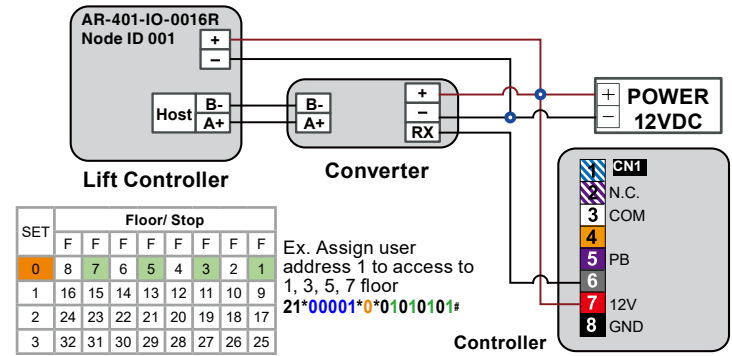 AR-401-IO-0016R
Node ID 001
+
−
Host
B-
A+
Lift Controller
B-
A+
+
−
RX
Converter
+
−
POWER
12VDC
1 CN1
2 N.C.
3 COM
4
5 PB
6
7 12V
8 GND
Controller
SET Floor/ Stop
F F F F F F F F
0 8 7 6 5 4 3 2 1
1 16 15 14 13 12 11 10 9
2 24 23 22 21 20 19 18 17
3 32 31 30 29 28 27 26 25
Ex. Assign user
address 1 to access to
1, 3, 5, 7 floor
21*00001*0*01010101#